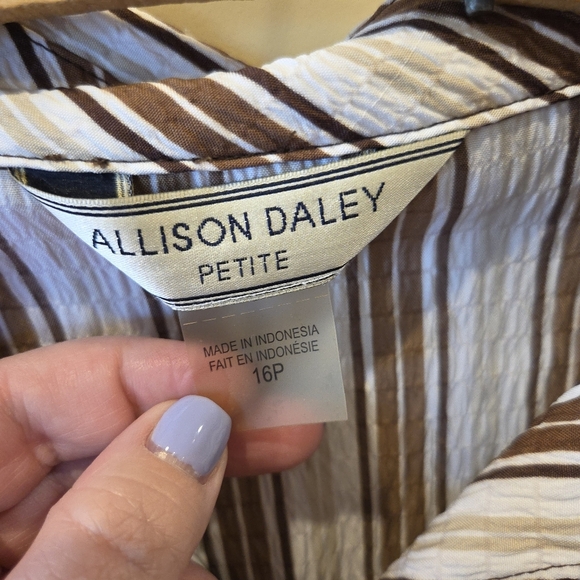 ALLISON DALEY
PETITE
MADE IN INDONESIA
FAIT EN INDONÉSIE
16P